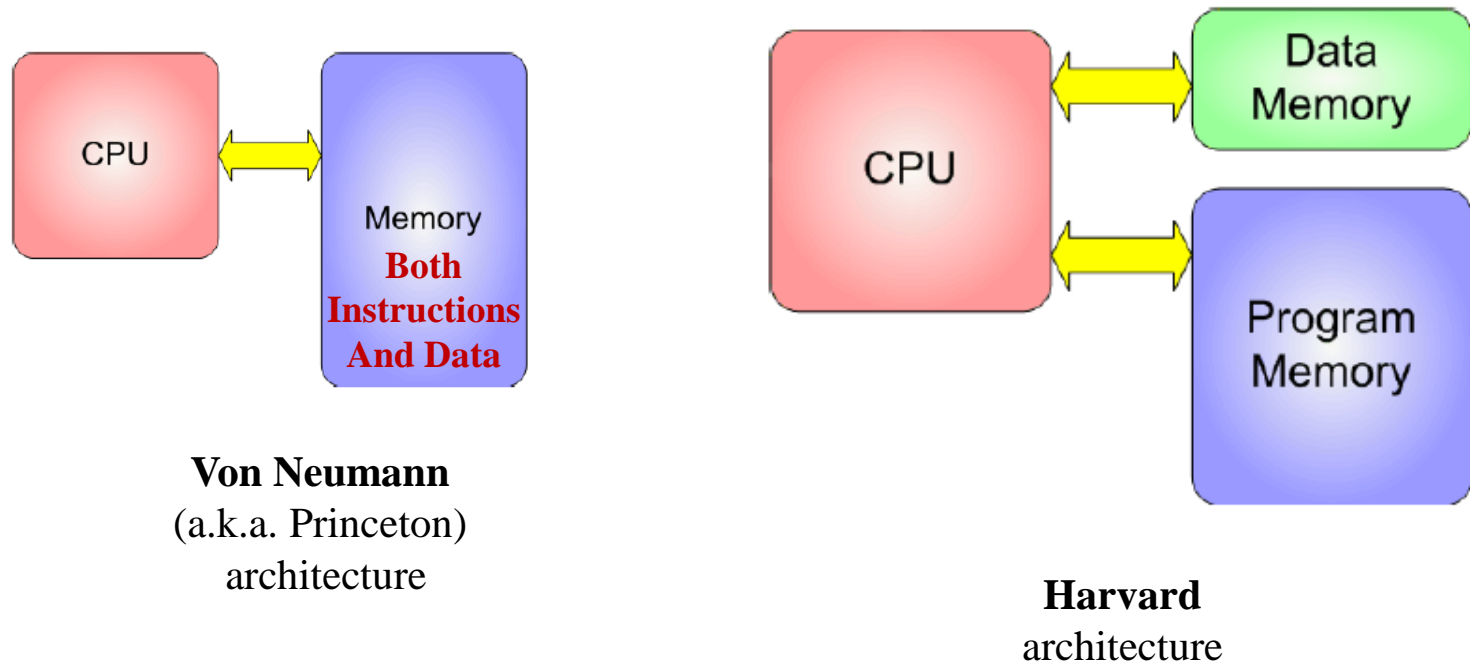 CPU
Memory
Both
Instructions
And Data
Von Neumann
(a.k.a. Princeton)
architecture
CPU
Data
Memory
Program
Memory
Harvard
architecture